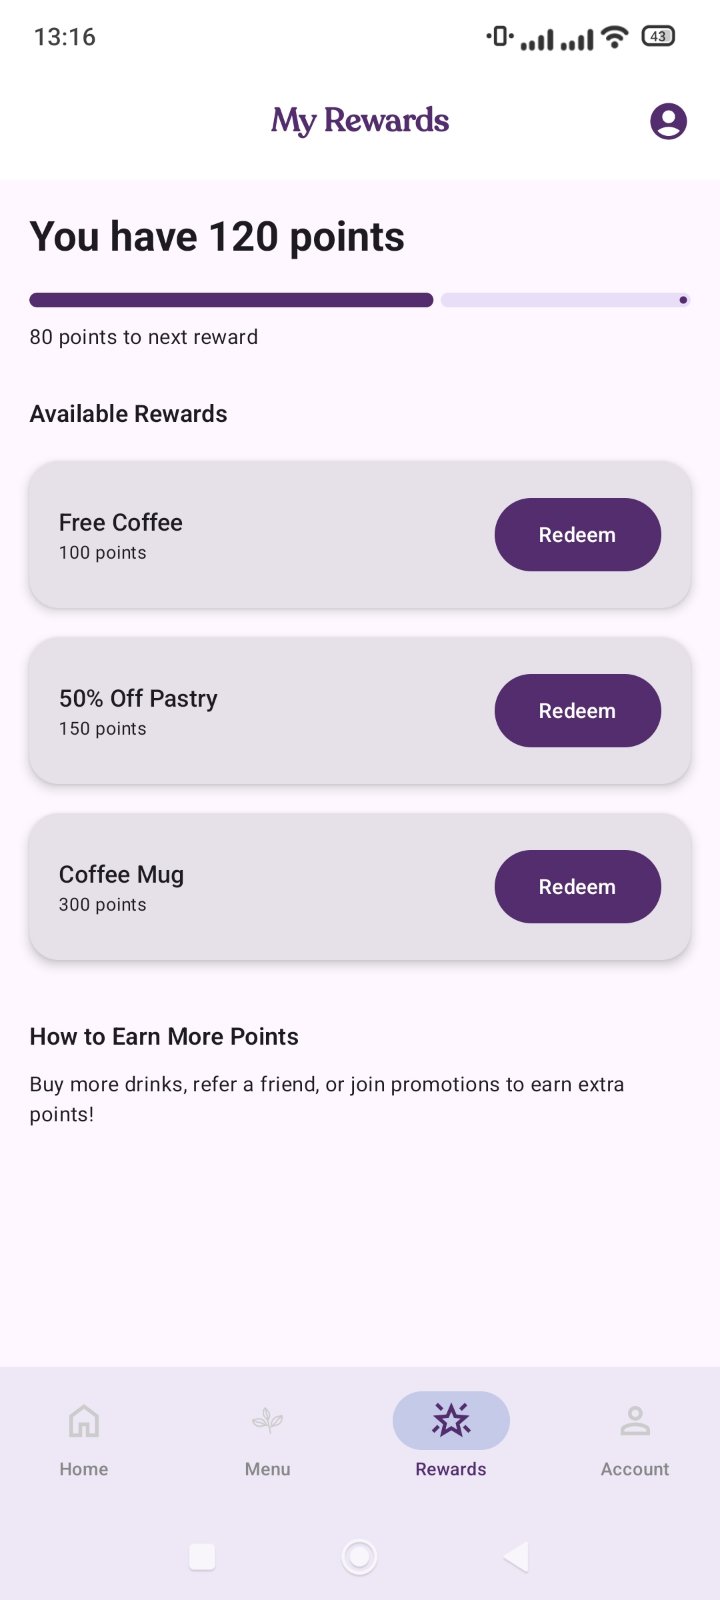 13:16
43
My Rewards
You have 120 points
80 points to next reward
Available Rewards
Free Coffee
100 points
Redeem
50% Off Pastry
150 points
Redeem
Coffee Mug
300 points
Redeem
How to Earn More Points
Buy more drinks, refer a friend, or join promotions to earn extra
points!
Home
Menu
Rewards
Account